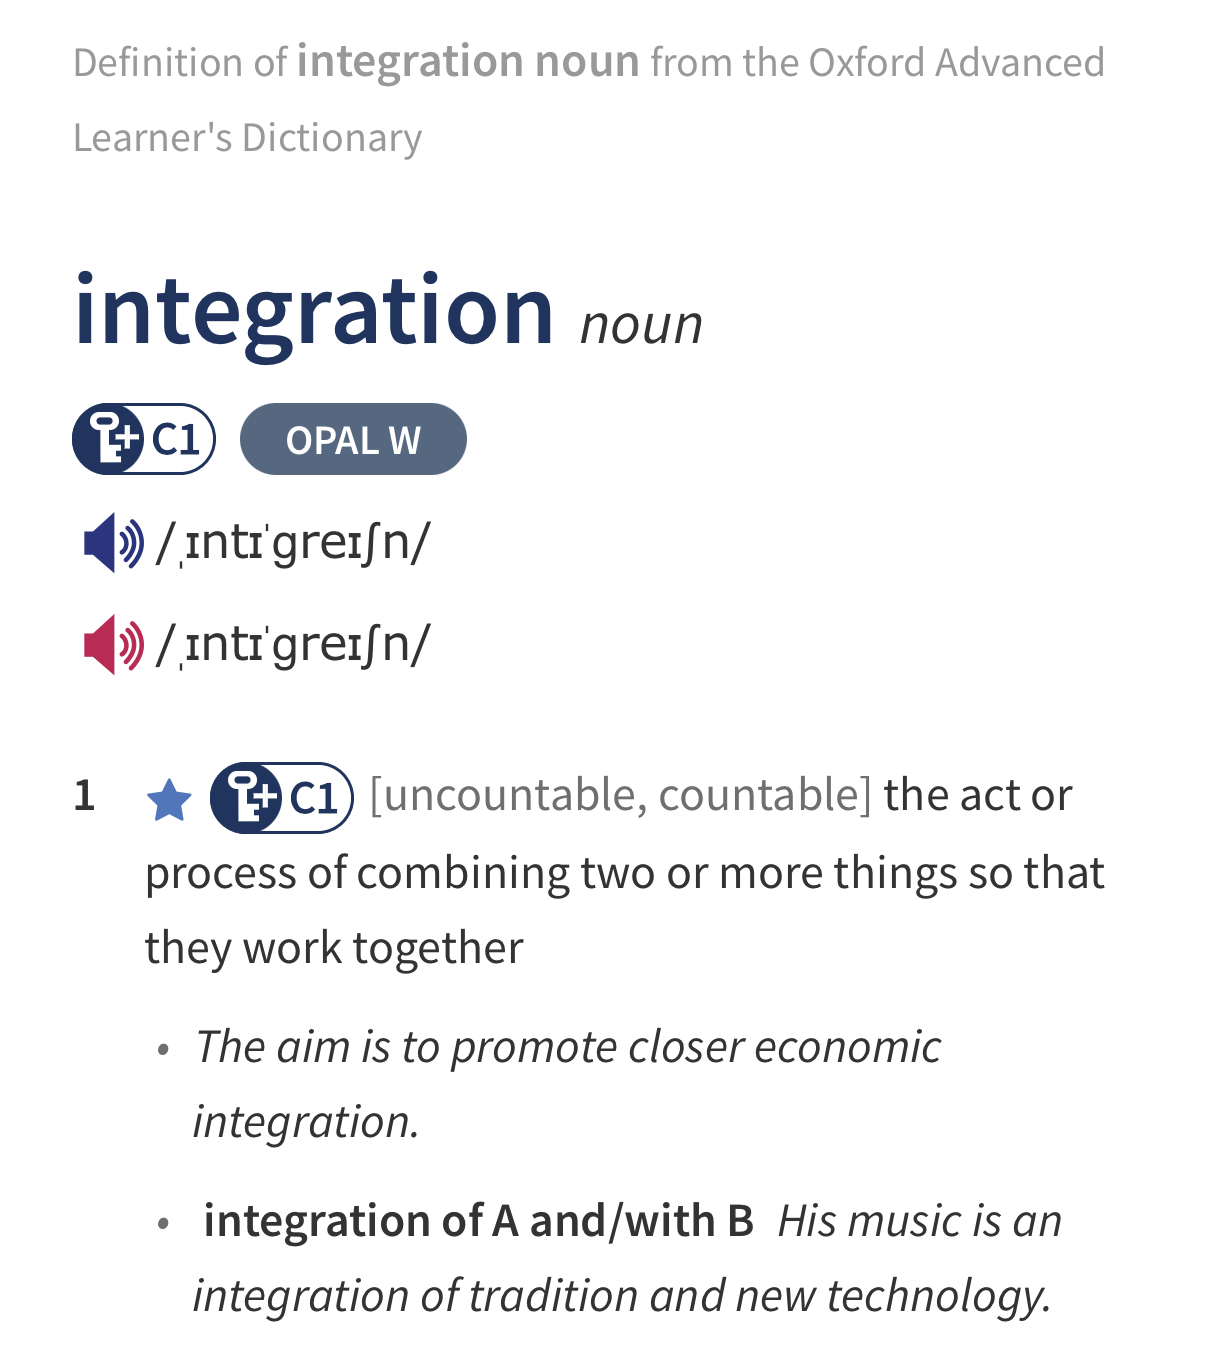 Definition of integration noun from the Oxford Advanced
Learner's Dictionary
integration noun
C1 OPAL W
/ˌɪntɪˈɡreɪʃn/
/ˌɪntɪˈɡreɪʃn/
1 C1 [uncountable, countable] the act or
process of combining two or more things so that
they work together
• The aim is to promote closer economic
integration.
• integration of A and/with B His music is an
integration of tradition and new technology.